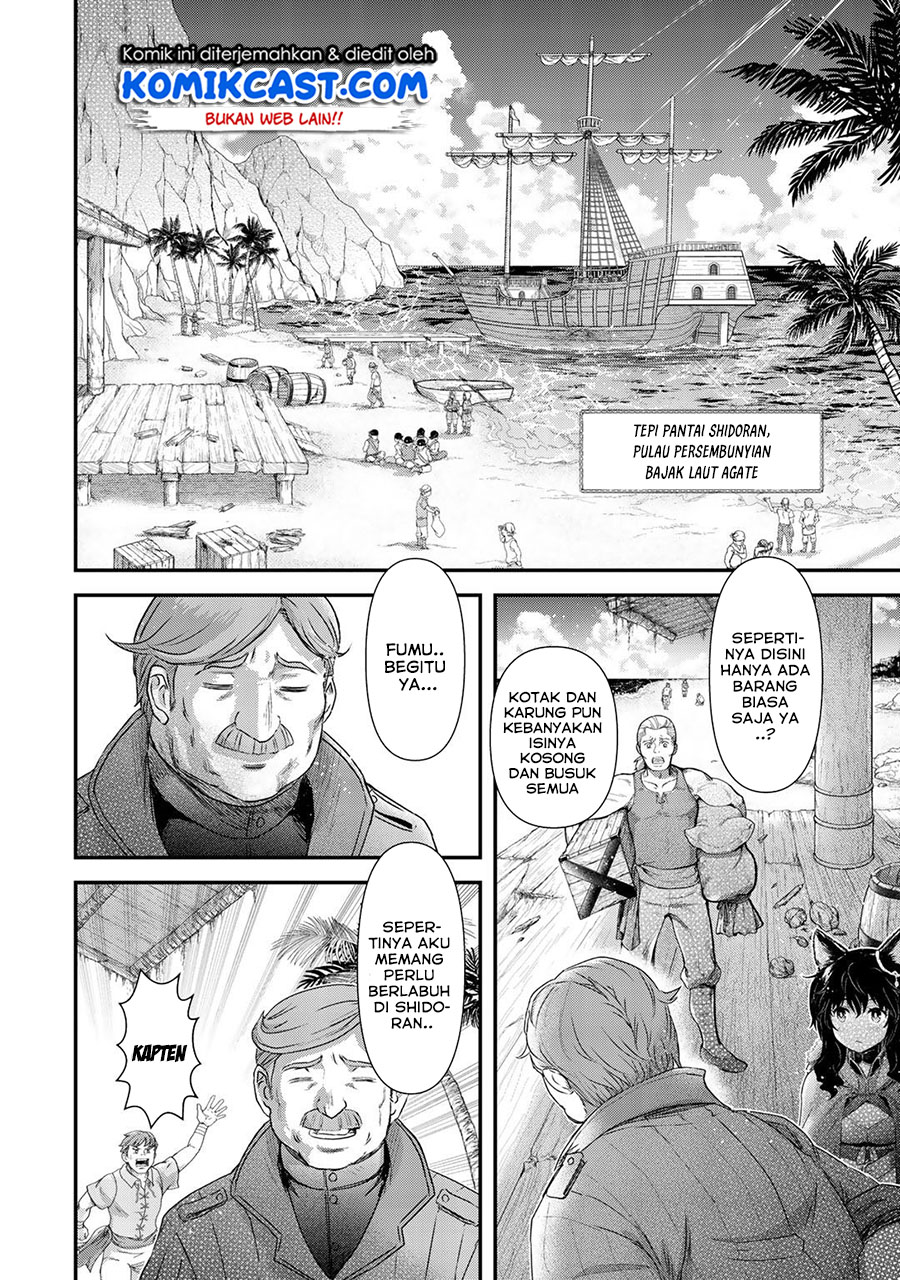 Komik ini diterjemahkan & diedit oleh
KOMIKCAST.COM
BUKAN WEB LAIN!!
TEPI PANTAI SHIDORAN,
PULAU PERSEMBUNYIAN
BAJAK LAUT AGATE
SEPERTI-
NYA DISINI
HANYA ADA
BARANG
BIASA
SAJA YA
..?
KOTAK DAN
KARUNG PUN
KEBANYAKAN
ISINYA
KOSONG
DAN BUSUK
SEMUA
FUMU..
BEGITU
YA...
SEPER-
TINYA AKU
MEMANG
PERLU
BERLABUH
DI SHIDO-
RAN..
KAPTEN